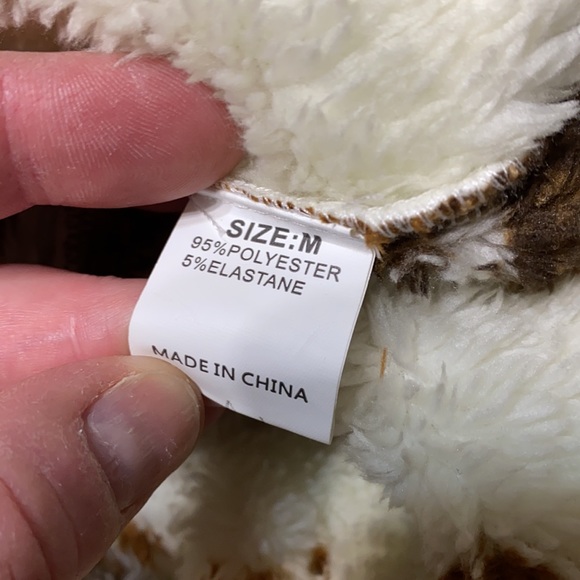 SIZE:M
95%POLYESTER
5%ELASTANE
MADE IN CHINA